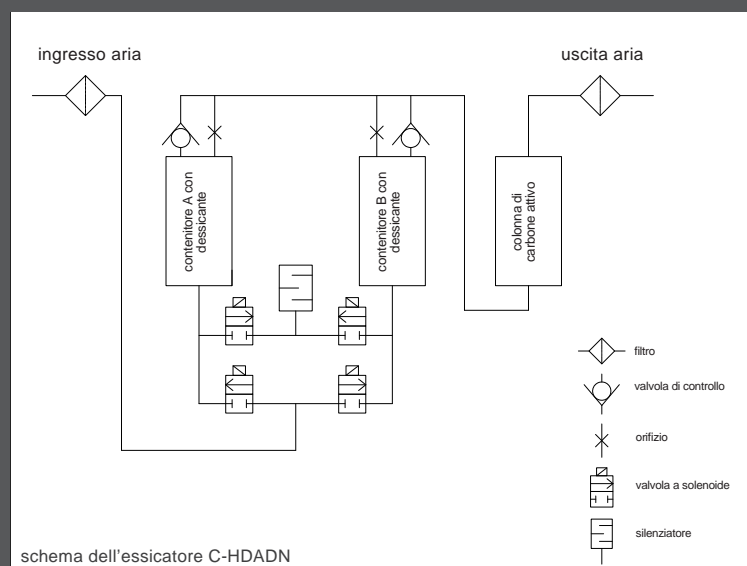 ingresso aria
uscita aria
contenitore A con
dessicante
contenitore B con
dessicante
colonna di
carbone attivo
filtro
valvola di controllo
orifizio
valvola a solenoide
silenziatore
schema dell'essicatore C-HDADN